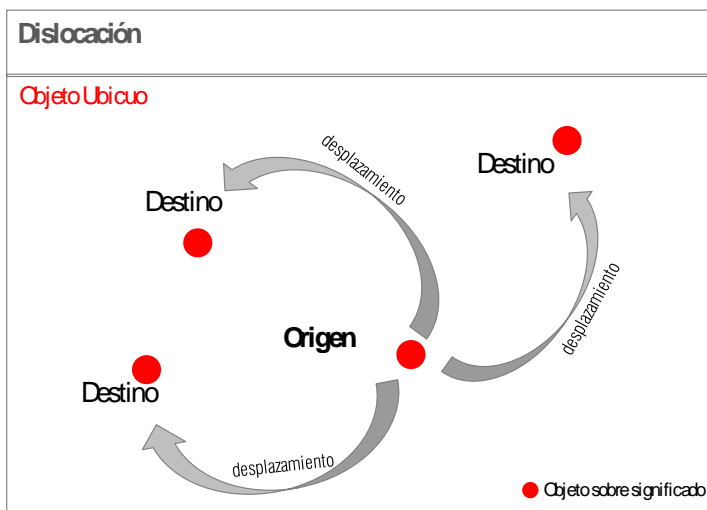 Dislocación
Objeto Ubicuo
desplazamiento
Destino
Destino
desplazamiento
Origen
Destino
desplazamiento
Objeto sobre significado